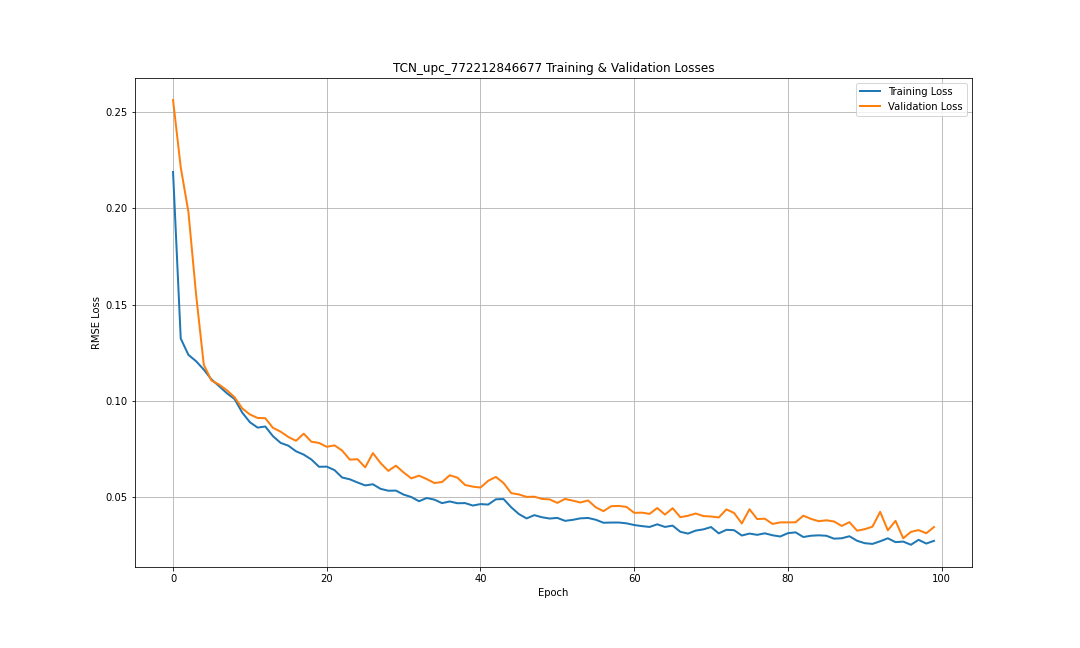 TCN_upc_772212846677 Training & Validation Losses
Training Loss
Validation Loss
0.25
0.20
0.15
0.10
0.05
RMSE Loss
0
20
40
60
80
100
Epoch